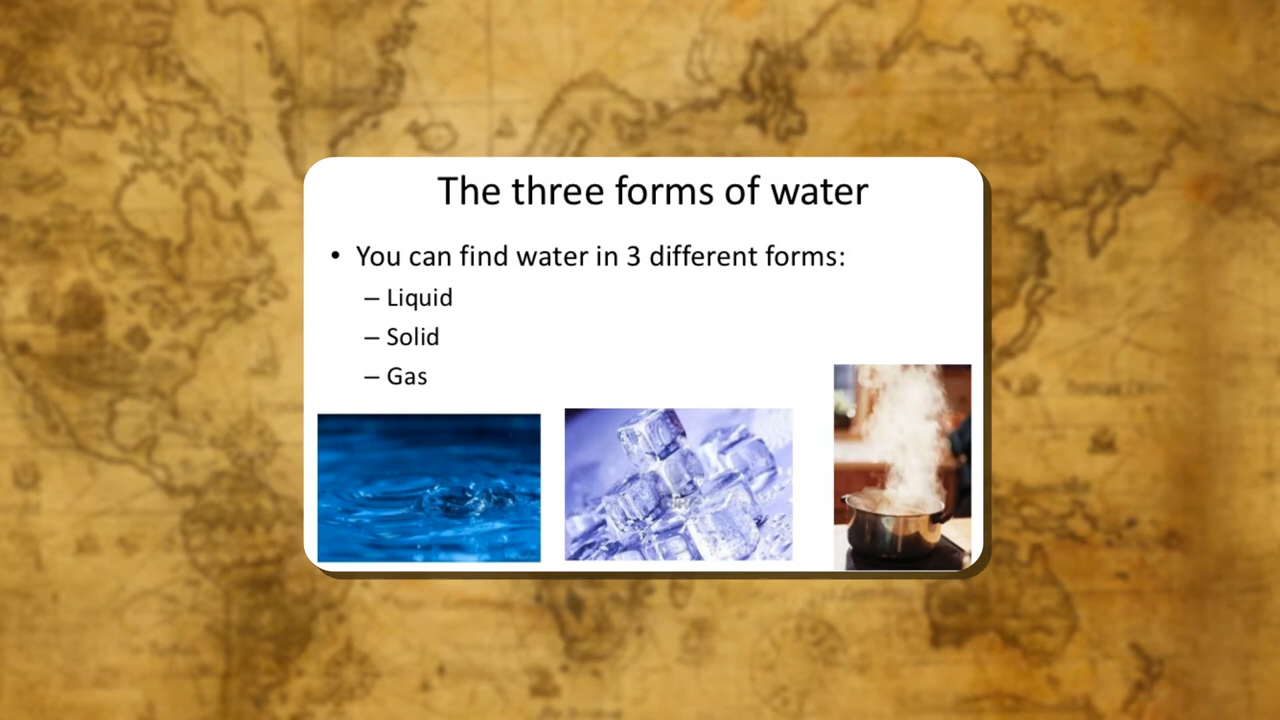 The three forms of water
• You can find water in 3 different forms:
– Liquid
– Solid
– Gas